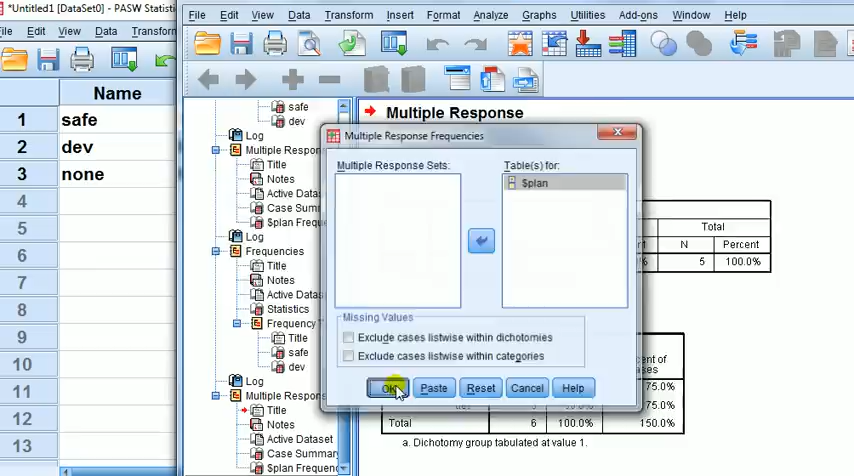 *Untitled1 [DataSet0] - PASW Statisti
File Edit View Data Transform Insert Format Analyze Graphs Utilities Add-ons Window Help
View Data Transform
Name
1 safe
2 dev
3 none
4
5
6
7
8
9
10
11
12
13
safe
dev
Log
Multiple Respons
Title
Notes
Active Datas
Case Summ
$plan Frequ
Log
Frequencies
Title
Notes
Active Datas
Statistics
Frequency
Title
safe
dev
Log
Multiple Respon
Title
Notes
Active Dataset
Case Summary
$plan Frequenc
Multiple Response
Total
N Percent
5 100.0%
75.0%
75.0%
Total 6 100.0% 150.0%
a. Dichotomy group tabulated at value 1.
Multiple Response Frequencies
Multiple Response Sets:
Table(s) for:
$plan
Missing Values
Exclude cases listwise within dichotomies
Exclude cases listwise within categories
OK Paste Reset Cancel Help